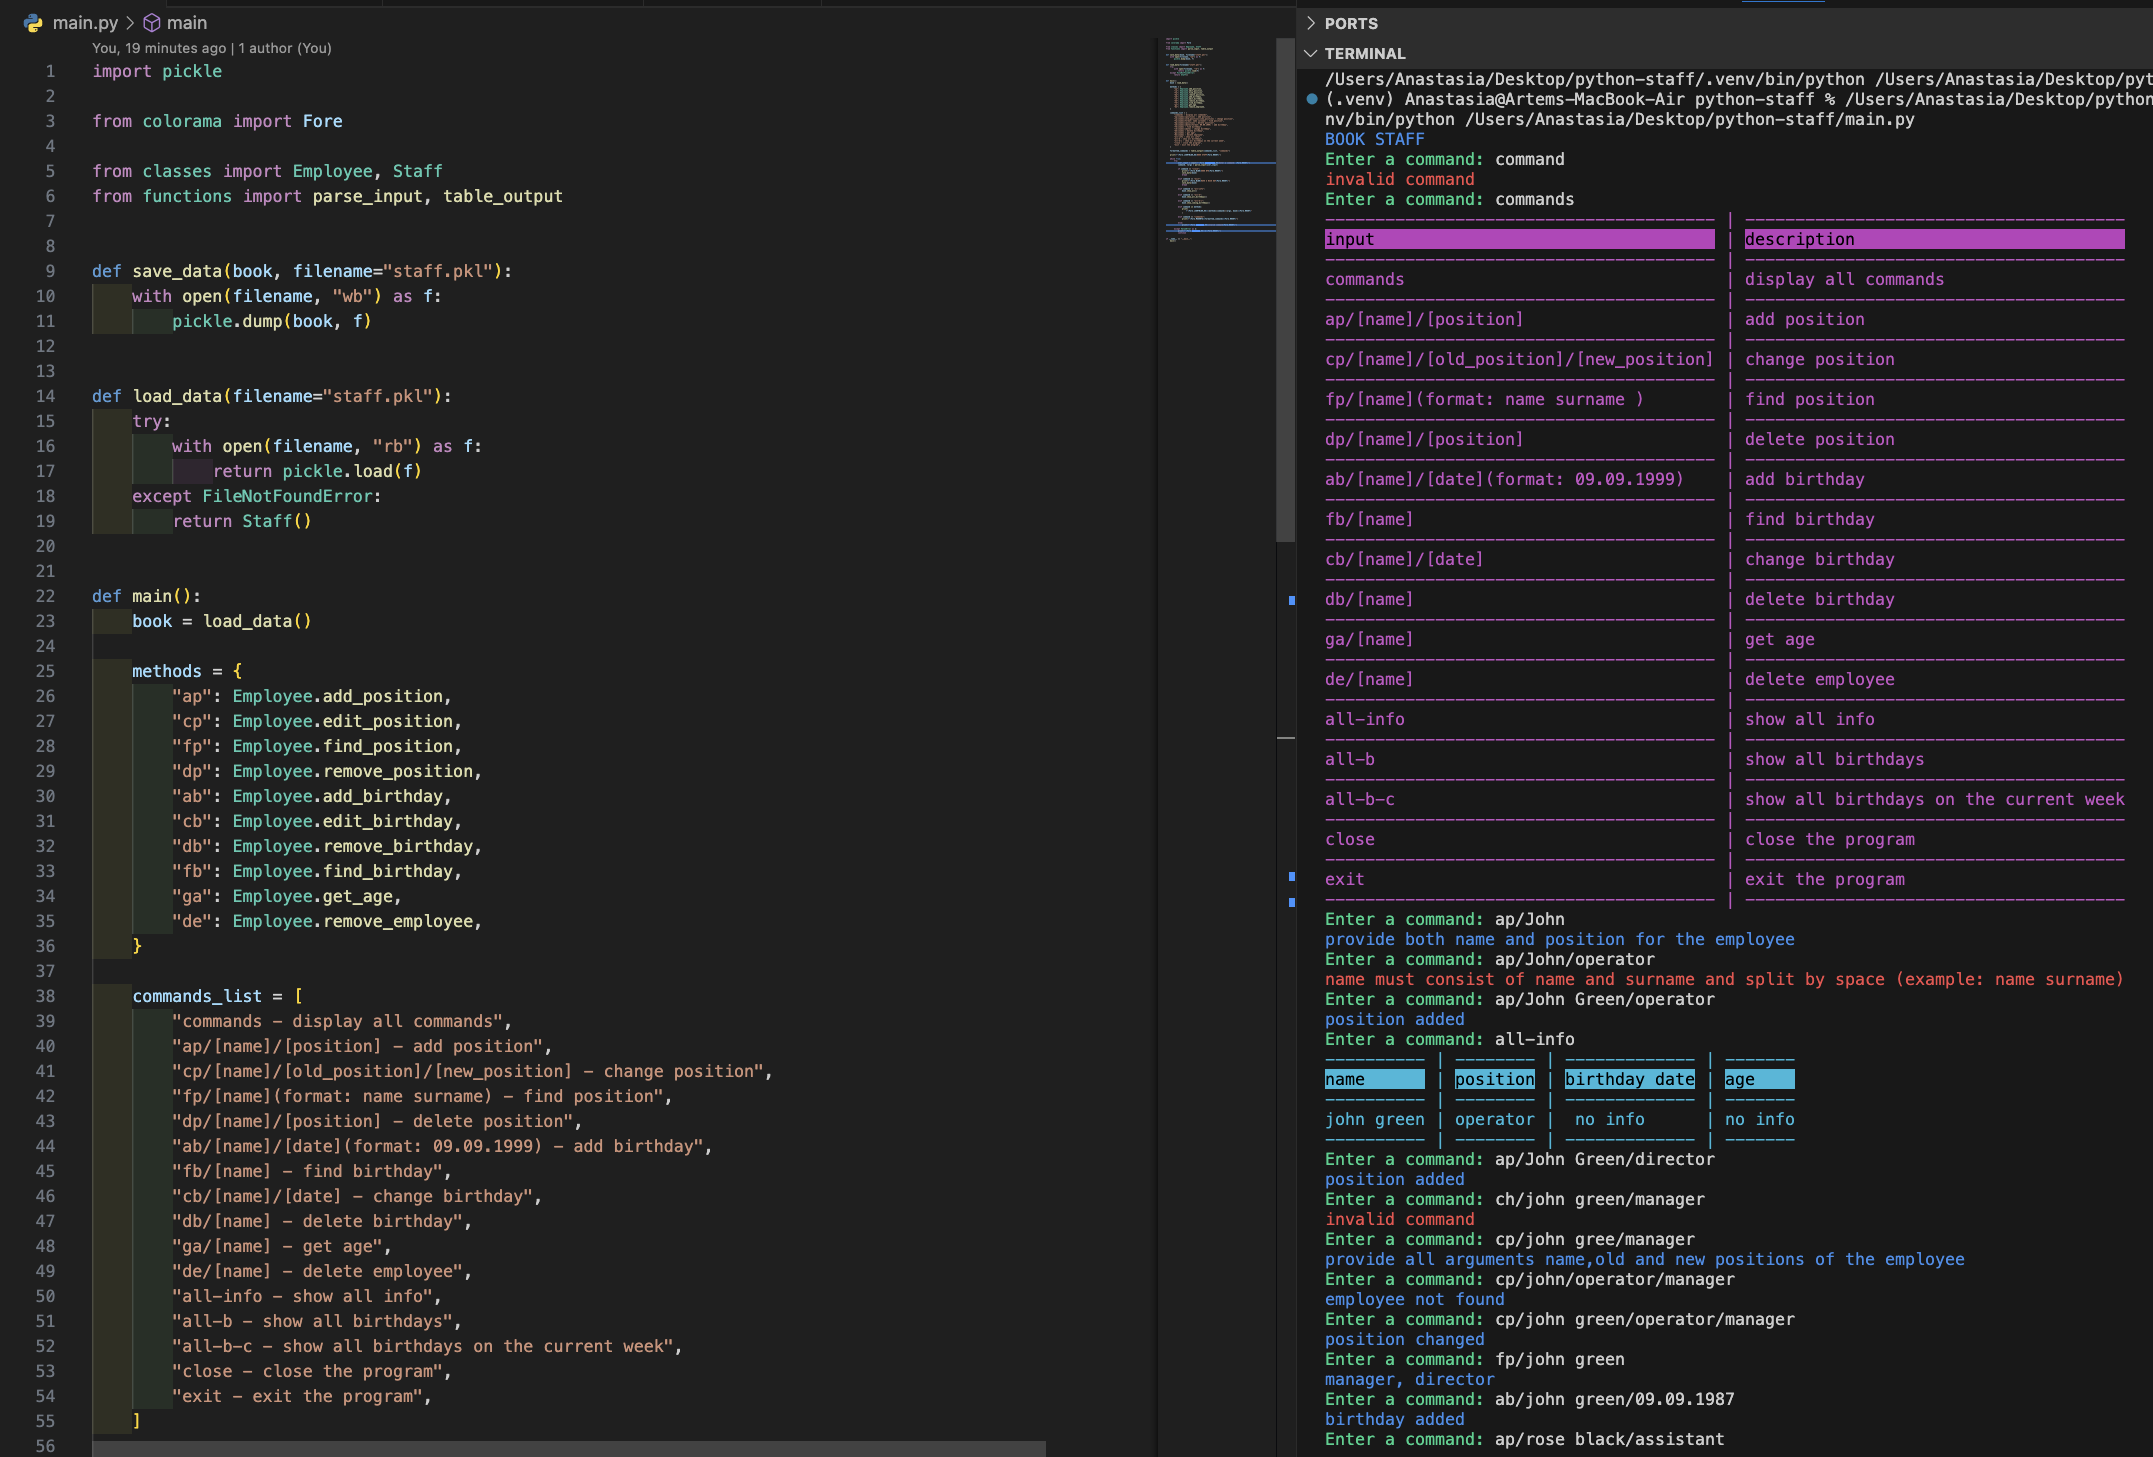 main.py > main
You, 19 minutes ago | 1 author (You)
1 import pickle
2
3 from colorama import Fore
4
5 from classes import Employee, Staff
6 from functions import parse_input, table_output
7
8
9 def save_data(book, filename="staff.pkl"):
10     with open(filename, "wb") as f:
11         pickle.dump(book, f)
12
13
14 def load_data(filename="staff.pkl"):
15     try:
16         with open(filename, "rb") as f:
17             return pickle.load(f)
18     except FileNotFoundError:
19         return Staff()
20
21
22 def main():
23     book = load_data()
24
25     methods = {
26         "ap": Employee.add_position,
27         "cp": Employee.edit_position,
28         "fp": Employee.find_position,
29         "dp": Employee.remove_position,
30         "ab": Employee.add_birthday,
31         "cb": Employee.edit_birthday,
32         "db": Employee.remove_birthday,
33         "fb": Employee.find_birthday,
34         "ga": Employee.get_age,
35         "de": Employee.remove_employee,
36     }
37
38     commands_list = [
39         "commands - display all commands",
40         "ap/[name]/[position] - add position",
41         "cp/[name]/[old_position]/[new_position] - change position",
42         "fp/[name](format: name surname) - find position",
43         "dp/[name]/[position] - delete position",
44         "ab/[name]/[date](format: 09.09.1999) - add birthday",
45         "fb/[name] - find birthday",
46         "cb/[name]/[date] - change birthday",
47         "db/[name] - delete birthday",
48         "ga/[name] - get age",
49         "de/[name] - delete employee",
50         "all-info - show all info",
51         "all-b - show all birthdays",
52         "all-b-c - show all birthdays on the current week",
53         "close - close the program",
54         "exit - exit the program",
55     ]
56
PORTS
TERMINAL
/Users/Anastasia/Desktop/python-staff/.venv/bin/python /Users/Anastasia/Desktop/pyt
(.venv) Anastasia@Artems-MacBook-Air python-staff % /Users/Anastasia/Desktop/python
nv/bin/python /Users/Anastasia/Desktop/python-staff/main.py
BOOK STAFF
Enter a command: command
invalid command
Enter a command: commands
input | description
commands | display all commands
ap/[name]/[position] | add position
cp/[name]/[old_position]/[new_position] | change position
fp/[name](format: name surname ) | find position
dp/[name]/[position] | delete position
ab/[name]/[date](format: 09.09.1999) | add birthday
fb/[name] | find birthday
cb/[name]/[date] | change birthday
db/[name] | delete birthday
ga/[name] | get age
de/[name] | delete employee
all-info | show all info
all-b | show all birthdays
all-b-c | show all birthdays on the current week
close | close the program
exit | exit the program
Enter a command: ap/John
provide both name and position for the employee
Enter a command: ap/John/operator
name must consist of name and surname and split by space (example: name surname)
Enter a command: ap/John Green/operator
position added
Enter a command: all-info
name | position | birthday date | age
john green | operator | no info | no info
Enter a command: ap/John Green/director
position added
Enter a command: ch/john green/manager
invalid command
Enter a command: cp/john gree/manager
provide all arguments name,old and new positions of the employee
Enter a command: cp/john/operator/manager
employee not found
Enter a command: cp/john green/operator/manager
position changed
Enter a command: fp/john green
manager, director
Enter a command: ab/john green/09.09.1987
birthday added
Enter a command: ap/rose black/assistant